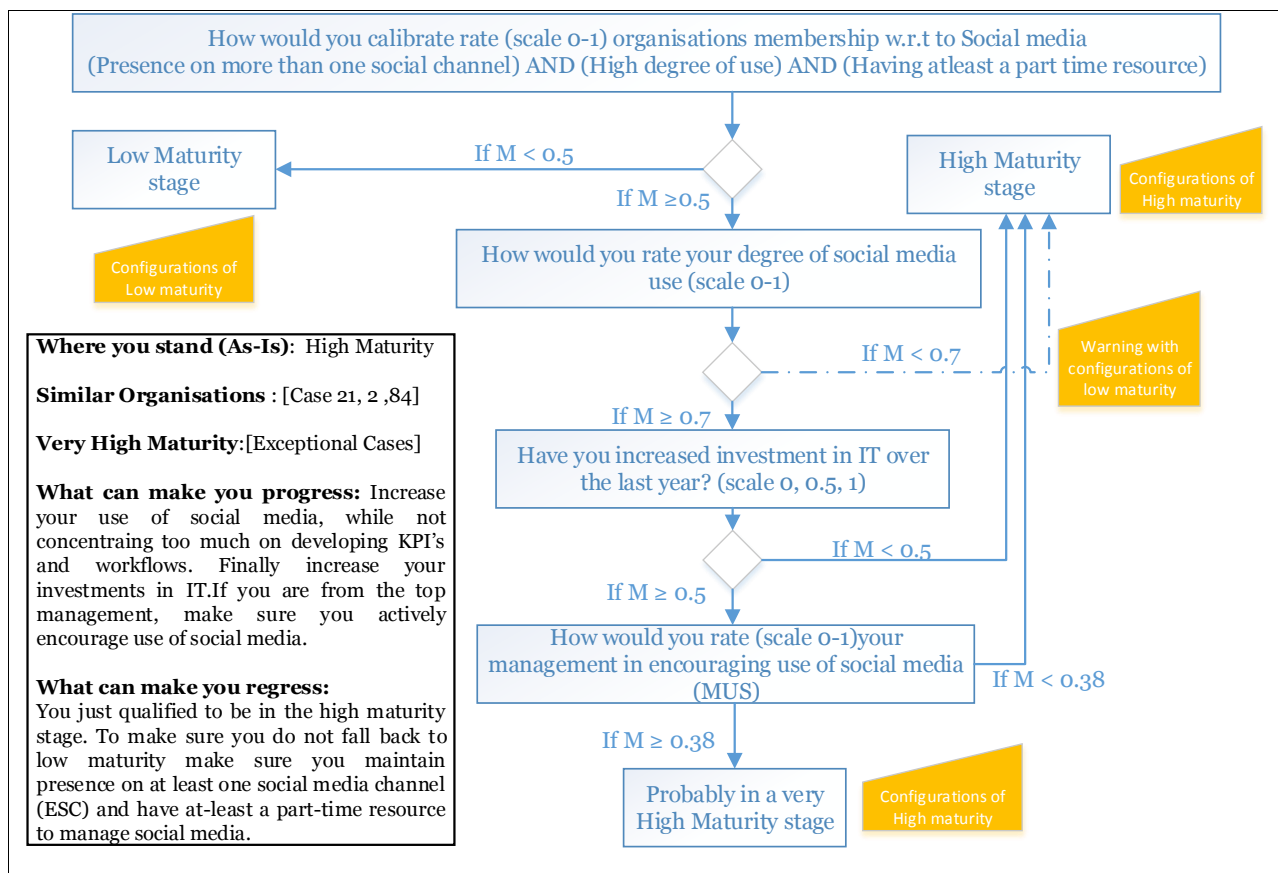 How would you calibrate rate (scale 0-1) organisations membership w.r.t to Social media
(Presence on more than one social channel) AND (High degree of use) AND (Having atleast a part time resource)
Low Maturity
stage
If M < 0.5
High Maturity
stage
Configurations of
High maturity
If M ≥0.5
Configurations of
Low maturity
How would you rate your degree of social media
use (scale 0-1)
If M < 0.7
Warning with
configurations of
low maturity
If M ≥ 0.7
Have you increased investment in IT over
the last year? (scale 0, 0.5, 1)
If M < 0.5
If M ≥ 0.5
How would you rate (scale 0-1)your
management in encouraging use of social media
(MUS)
If M < 0.38
If M ≥ 0.38
Probably in a very
High Maturity stage
Configurations of
High maturity
Where you stand (As-Is): High Maturity
Similar Organisations : [Case 21, 2 ,84]
Very High Maturity:[Exceptional Cases]
What can make you progress: Increase
your use of social media, while not
concentraing too much on developing KPI's
and workflows. Finally increase your
investments in IT.If you are from the top
management, make sure you actively
encourage use of social media.
What can make you regress:
You just qualified to be in the high maturity
stage. To make sure you do not fall back to
low maturity make sure you maintain
presence on at least one social media channel
(ESC) and have at-least a part-time resource
to manage social media.